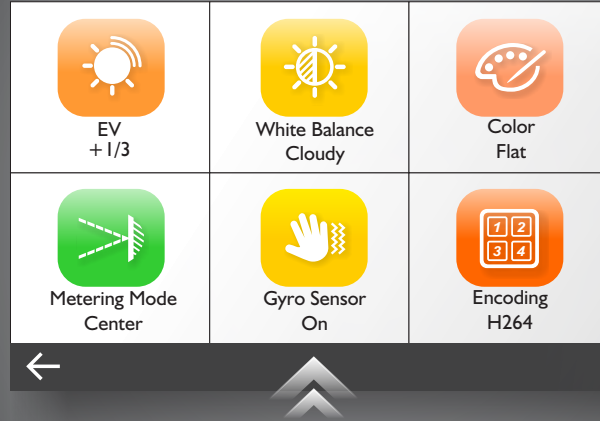 EV
+1/3
White Balance
Cloudy
Color
Flat
Metering Mode
Center
Gyro Sensor
On
1 2
3 4
Encoding
H264